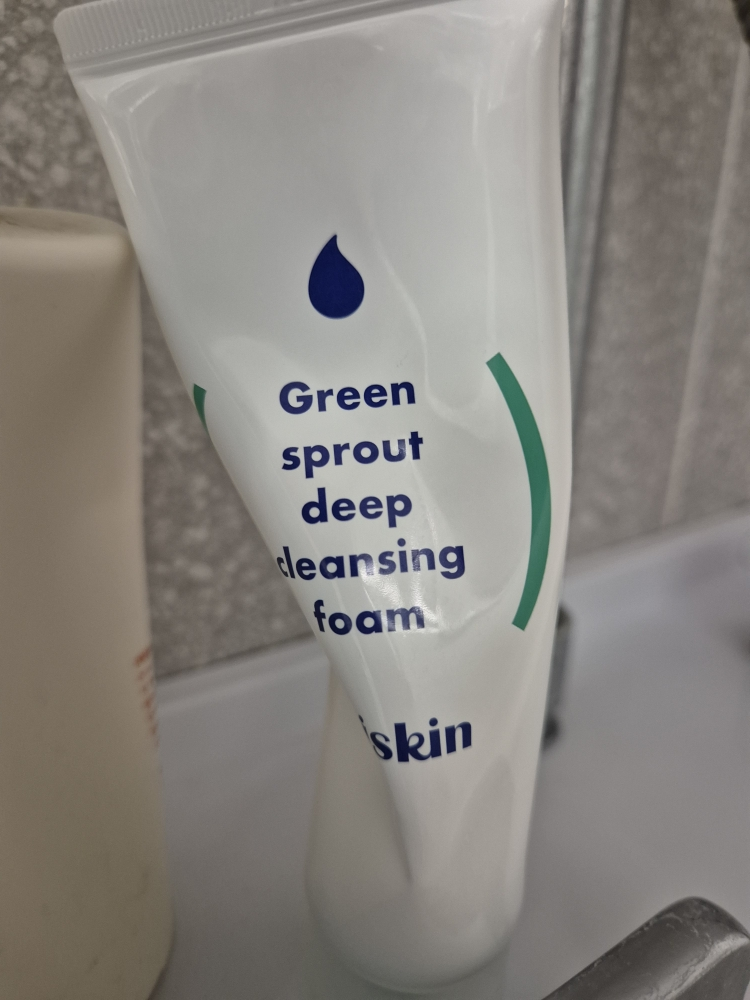 Green
sprout
deep
cleansing
foam
iskin